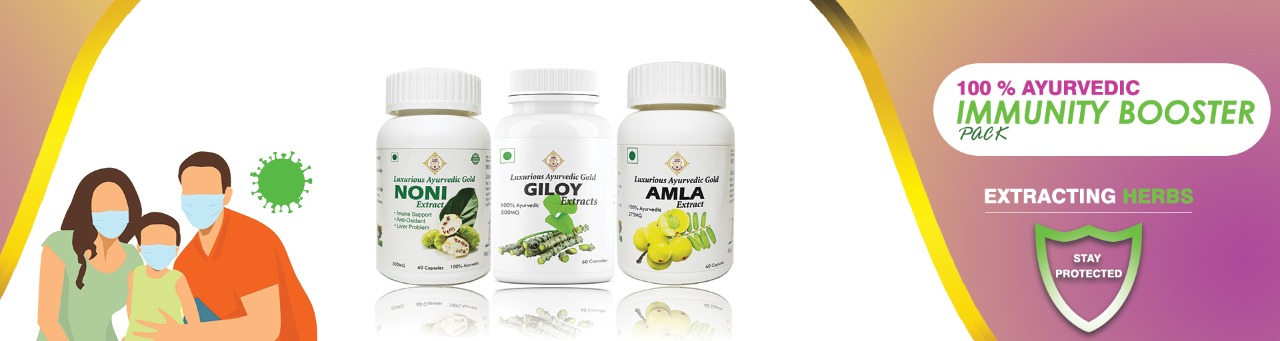 Luxurious Ayurvedic Gold
NONI
Extract
• Imune Support
• Anti-Oxidant
• Liver Problem
500MG 60 Capsules 100% Ayurvedic
Luxurious Ayurvedic Gold
GILOY
Extracts
100% Ayurvedic
500MG
60 Capsules
Luxurious Ayurvedic Gold
AMLA
Extract
100% Ayurvedic
375MG
60 Capsules
100 % AYURVEDIC
IMMUNITY BOOSTER
PACK
EXTRACTING HERBS
STAY
PROTECTED